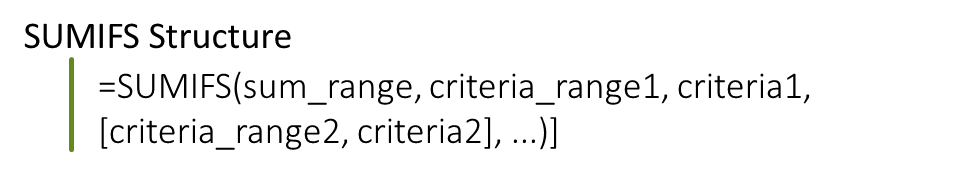 SUMIFS Structure
=SUMIFS(sum_range, criteria_range1, criteria1,
[criteria_range2, criteria2], ...)]